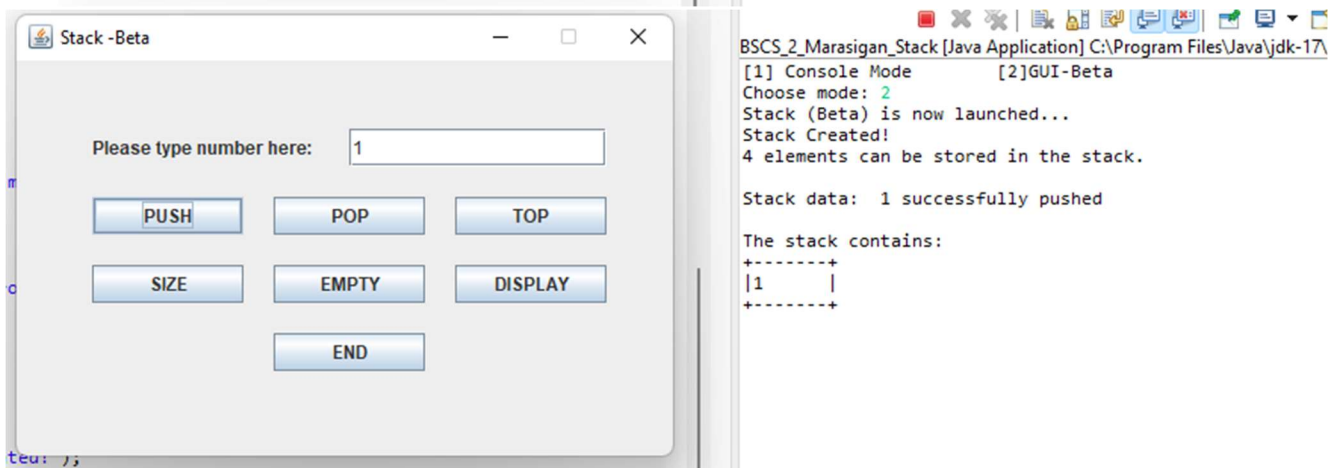 Stack -Beta
Please type number here: 1
PUSH POP TOP
SIZE EMPTY DISPLAY
END
m
ted! );
BSCS_2_Marasigan_Stack [Java Application] C:\Program Files\Java\jdk-17\
[1] Console Mode [2]GUI-Beta
Choose mode: 2
Stack (Beta) is now launched...
Stack Created!
4 elements can be stored in the stack.
Stack data: 1 successfully pushed
The stack contains:
+-------+
|1 |
+-------+